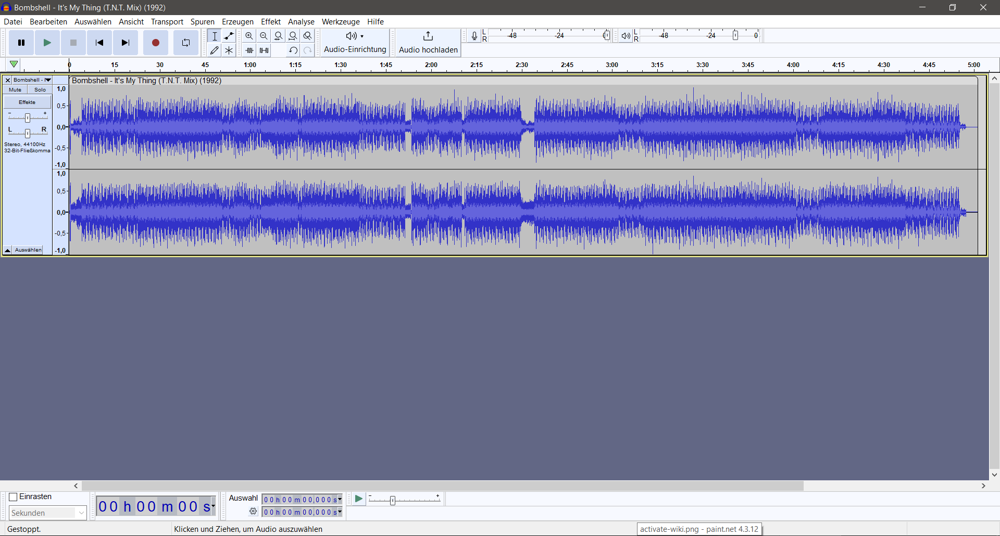 Bombshell - It's My Thing (T.N.T. Mix) (1992)
Datei Bearbeiten Auswählen Ansicht Transport Spuren Erzeugen Effekt Analyse Werkzeuge Hilfe
Audio-Einrichtung
Audio hochladen
L R -48 -24 0
L R -48 -24 0
0 15 30 45 1:00 1:15 1:30 1:45 2:00 2:15 2:30 2:45 3:00 3:15 3:30 3:45 4:00 4:15 4:30 4:45 5:00
Bombshell - I
Bombshell - It's My Thing (T.N.T. Mix) (1992)
Mute Solo
Effekte
- +
L R
Stereo, 44100Hz
32-Bit-Fließkomma
Auswählen
1,0
0,5
0,0
-0,5
-1,0
1,0
0,5
0,0
-0,5
-1,0
Einrasten
Sekunden
00 h 00 m 00 s
Auswahl
00 h 00 m 00,000 s
00 h 00 m 00,000 s
- +
Gestoppt.
Klicken und Ziehen, um Audio auszuwählen
activate-wiki.png - paint.net 4.3.12